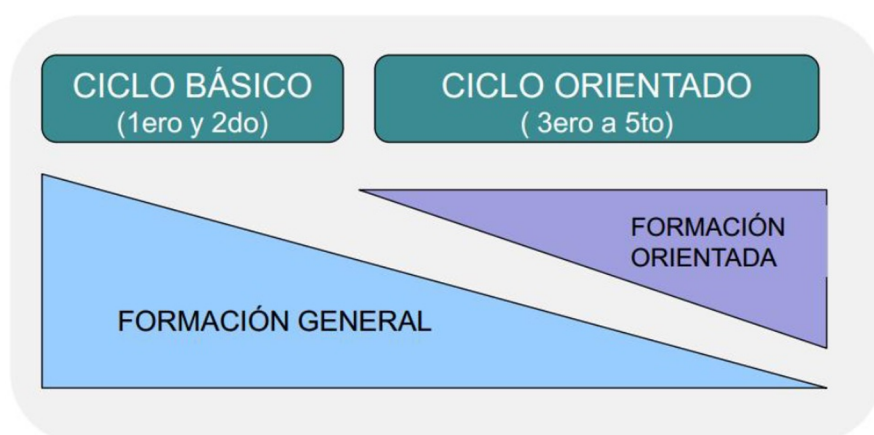 CICLO BÁSICO
(1ero y 2do)
CICLO ORIENTADO
( 3ero a 5to)
FORMACIÓN
ORIENTADA
FORMACIÓN GENERAL